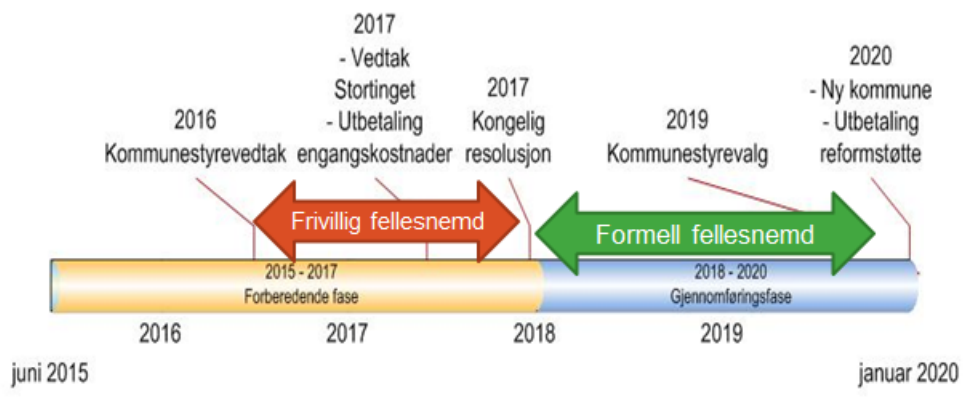 2016
Kommunestyrevedtak
2017
- Vedtak
Stortinget
- Utbetaling
engangskostnader
2017
Kongelig
resolusjon
2019
Kommunestyrevalg
2020
- Ny kommune
- Utbetaling
reformstøtte
Frivillig fellesnemd
Formell fellesnemd
2015 - 2017
Forberedende fase
2018 - 2020
Gjennomføringsfase
2016
2017
2018
2019
juni 2015
januar 2020